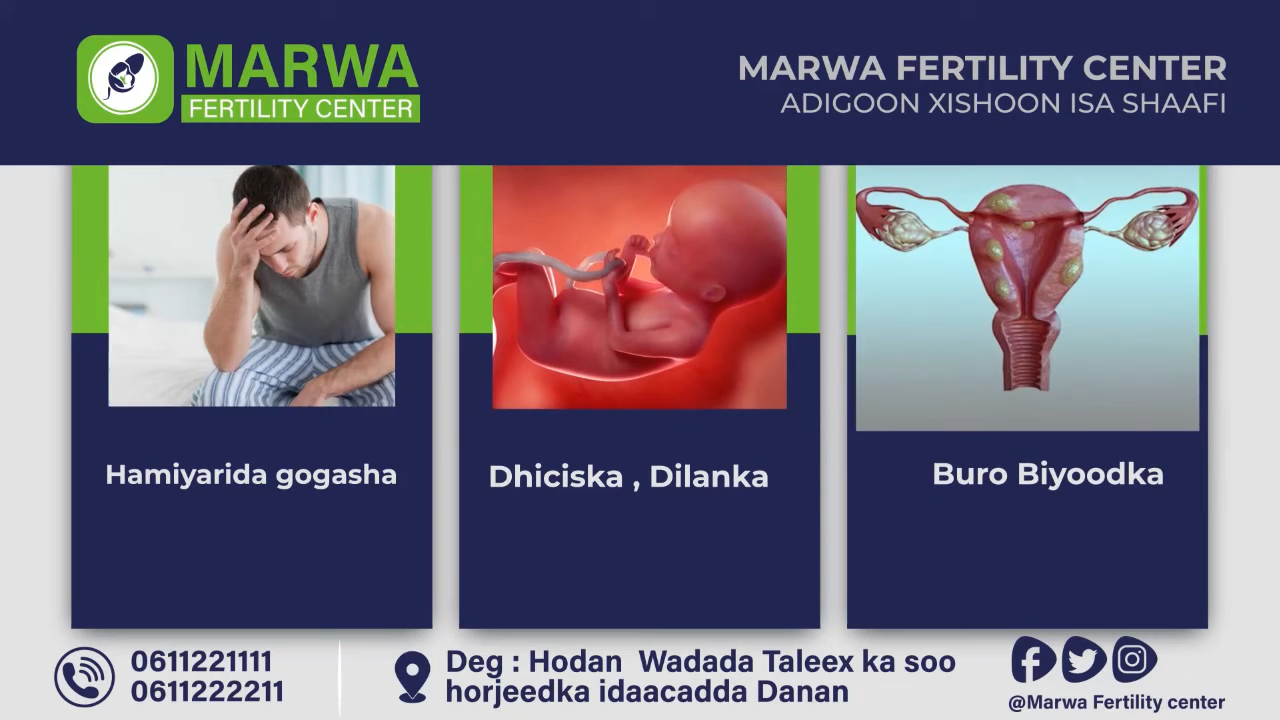 MARWA
FERTILITY CENTER
MARWA FERTILITY CENTER
ADIGOON XISHOON ISA SHAAFI
Hamiyarida gogasha
Dhiciska , Dilanka
Buro Biyoodka
0611221111
0611222211
Deg : Hodan Wadada Taleex ka soo
horjeedka idaacadda Danan
@Marwa Fertility center